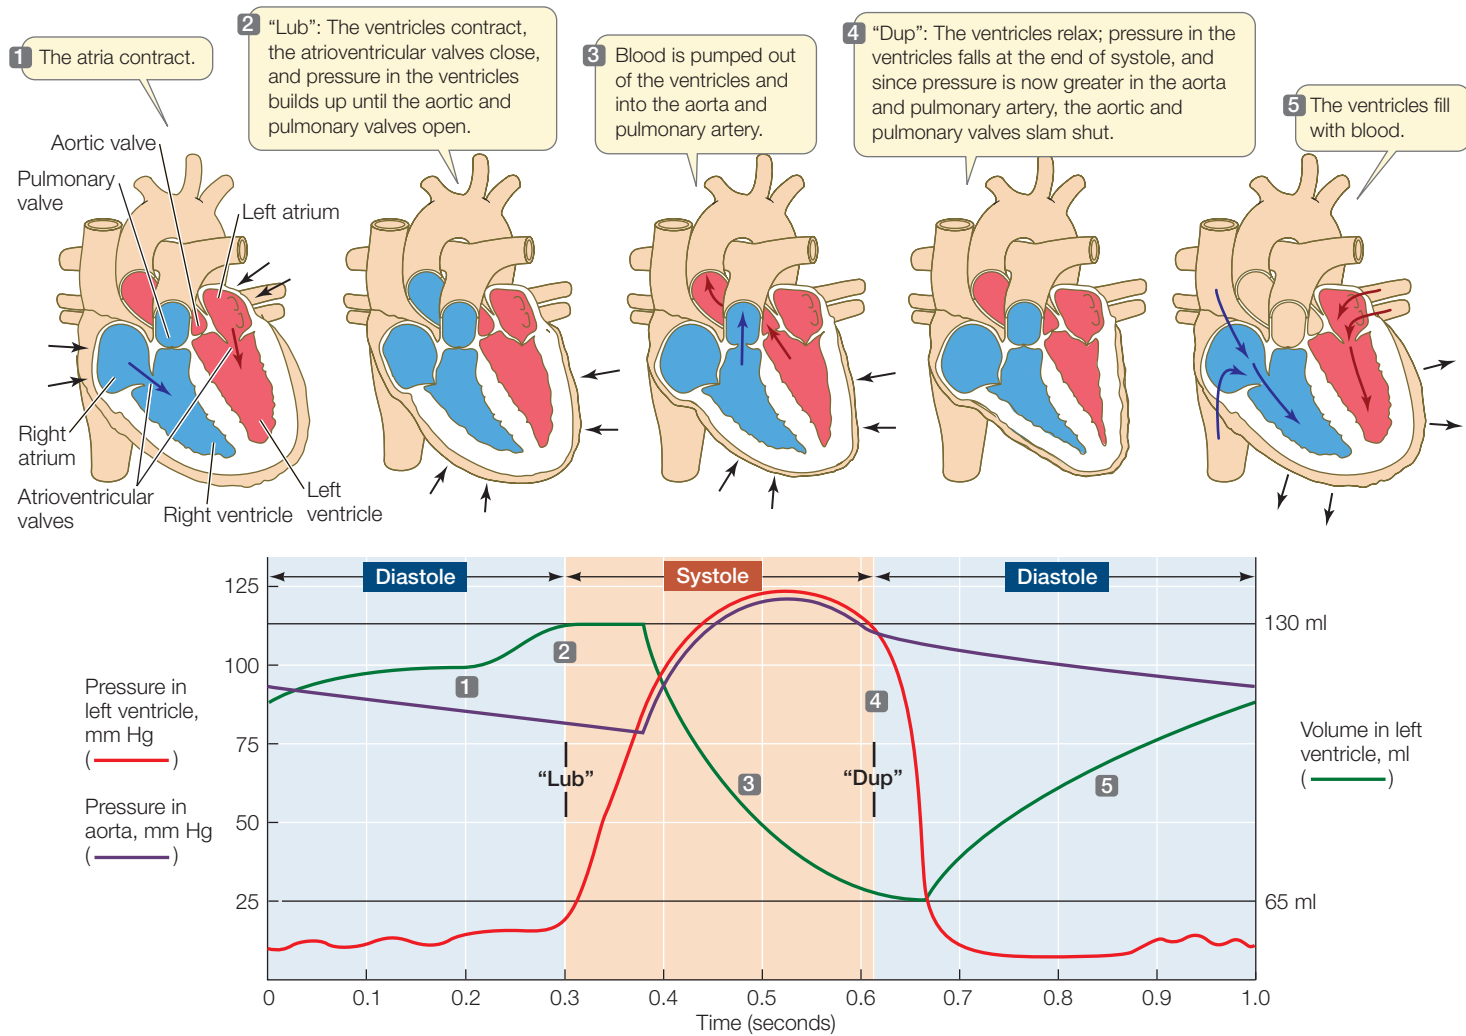 1 The atria contract.
2 “Lub”: The ventricles contract,
the atrioventricular valves close,
and pressure in the ventricles
builds up until the aortic and
pulmonary valves open.
3 Blood is pumped out
of the ventricles and
into the aorta and
pulmonary artery.
4 “Dup”: The ventricles relax; pressure in the
ventricles falls at the end of systole, and
since pressure is now greater in the aorta
and pulmonary artery, the aortic and
pulmonary valves slam shut.
5 The ventricles fill
with blood.
Aortic valve
Pulmonary
valve
Left atrium
Right
atrium
Atrioventricular
valves
Right ventricle
Left
ventricle
Diastole
Systole
Diastole
125
100
75
50
25
130 ml
65 ml
Pressure in
left ventricle,
mm Hg
( )
Pressure in
aorta, mm Hg
( )
Volume in left
ventricle, ml
( )
1
2
3
4
5
“Lub”
“Dup”
0 0.1 0.2 0.3 0.4 0.5 0.6 0.7 0.8 0.9 1.0
Time (seconds)